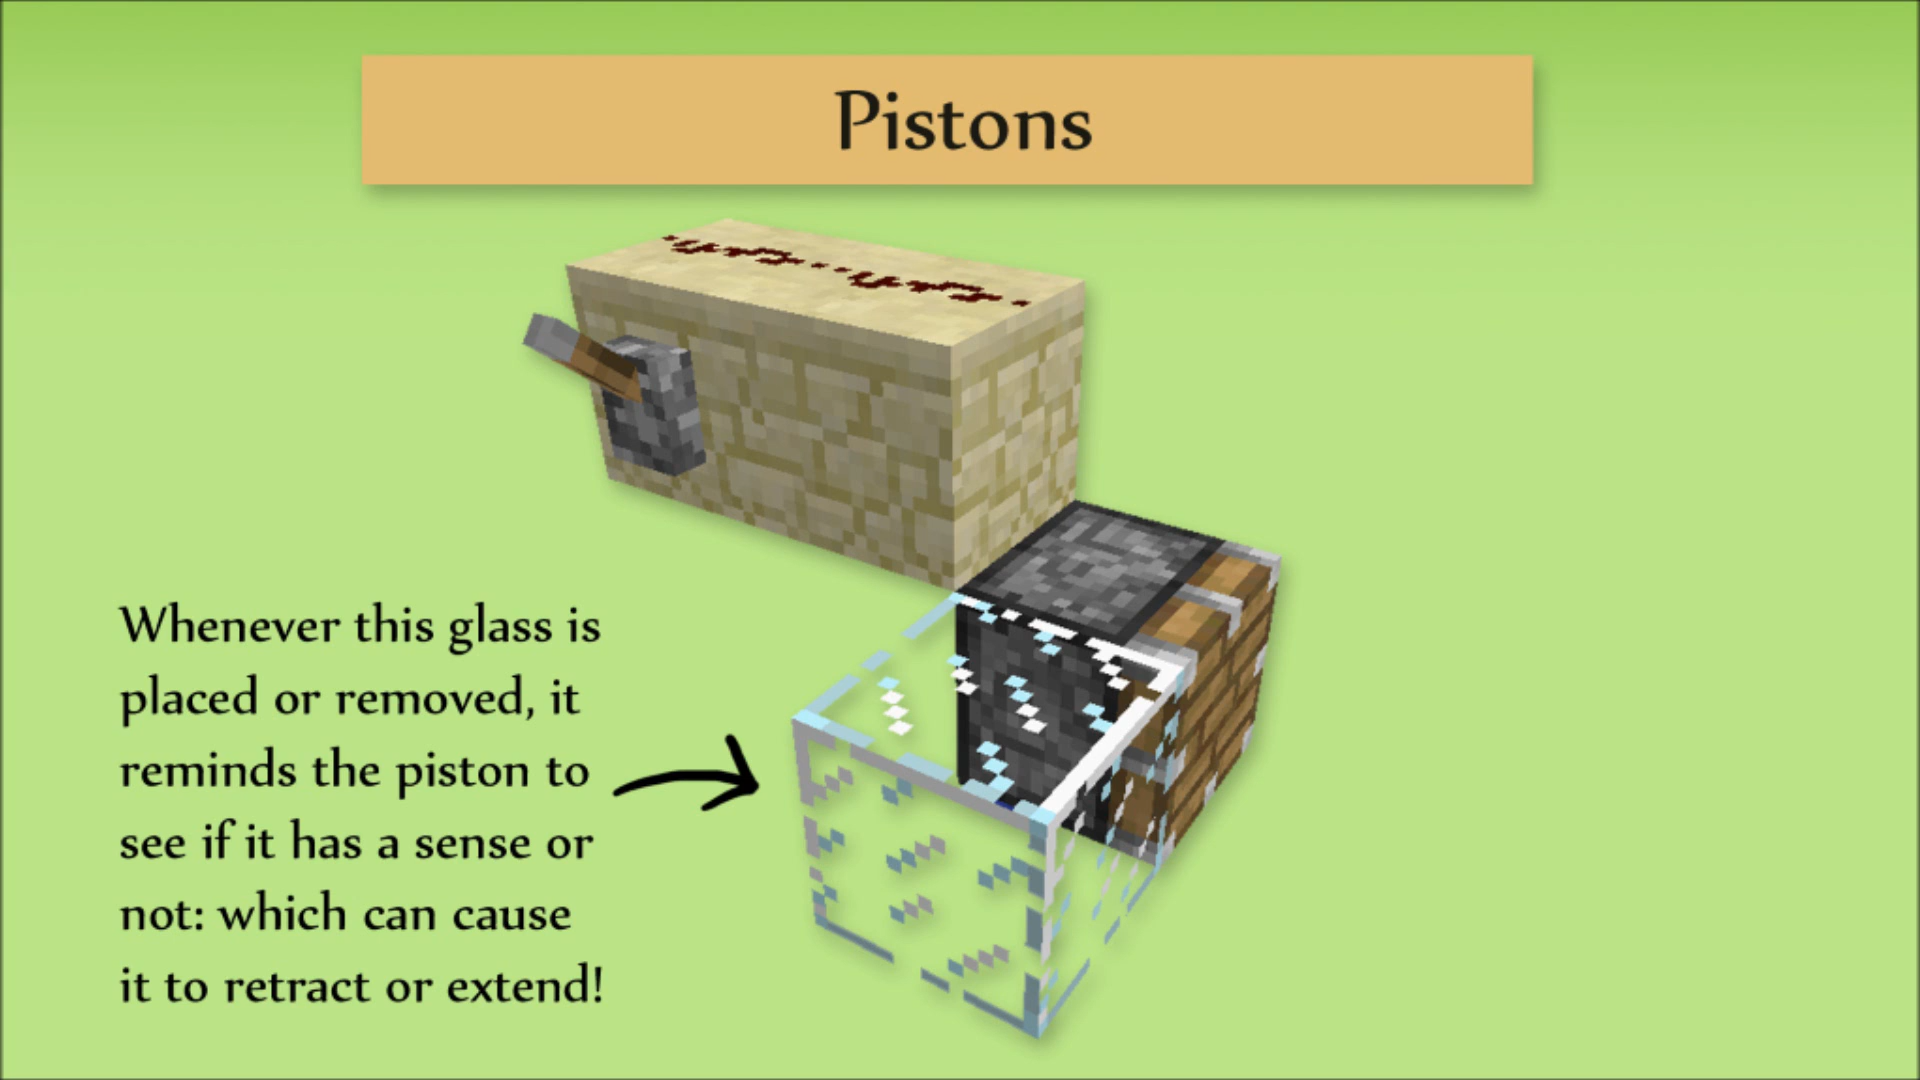 Pistons
Whenever this glass is
placed or removed, it
reminds the piston to
see if it has a sense or
not: which can cause
it to retract or extend!